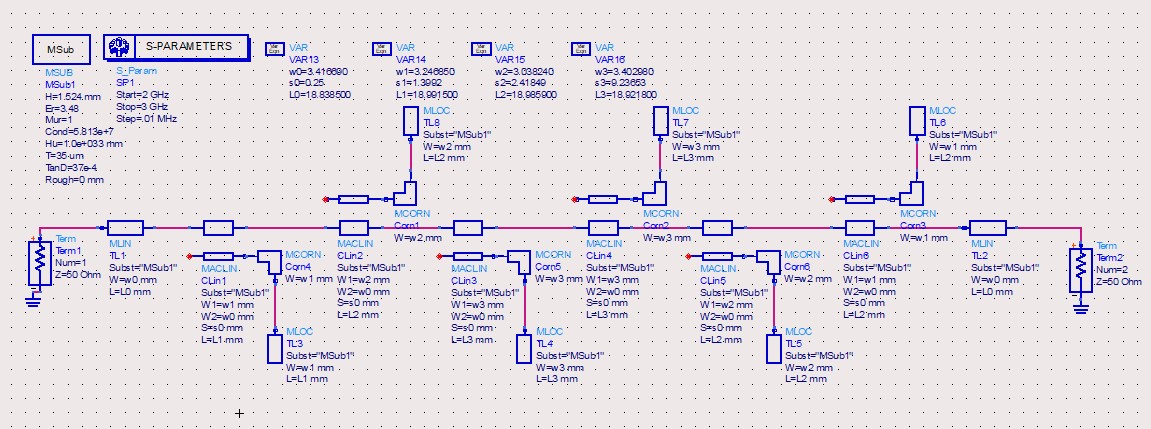 MSub
MSUB
MSub1
H=1.524 mm
Er=3.48
Mur=1
Cond=5.813e+7
Hu=1.0e+033 mm
T=35 um
TanD=37e-4
Rough=0 mm
S-PARAMETERS
S_Param
SP1
Start=2 GHz
Stop=3 GHz
Step=.01 MHz
Var
Eqn
VAR
VAR13
w0=3.416690
s0=0.25
L0=18.838500
Var
Eqn
VAR
VAR14
w1=3.246850
s1=1.3992
L1=18.991500
Var
Eqn
VAR
VAR15
w2=3.038240
s2=2.41849
L2=18.985900
Var
Eqn
VAR
VAR16
w3=3.402980
s3=9.23653
L3=18.921800
MLOC
TL8
Subst="MSub1"
W=w2 mm
L=L2 mm
MLOC
TL7
Subst="MSub1"
W=w3 mm
L=L3 mm
MLOC
TL6
Subst="MSub1"
W=w1 mm
L=L2 mm
MCORN
Corn1
W=w2 mm
MCORN
Corn2
W=w3 mm
MCORN
Corn3
W=w1 mm
Term
Term1
Num=1
Z=50 Ohm
MLIN
TL1
Subst="MSub1"
W=w0 mm
L=L0 mm
MACLIN
CLin1
Subst="MSub1"
W1=w1 mm
W2=w0 mm
S=s0 mm
L=L1 mm
MCORN
Corn4
W=w1 mm
MACLIN
CLin2
Subst="MSub1"
W1=w2 mm
W2=w0 mm
S=s0 mm
L=L2 mm
MACLIN
CLin3
Subst="MSub1"
W1=w3 mm
W2=w0 mm
S=s0 mm
L=L3 mm
MCORN
Corn5
W=w3 mm
MACLIN
CLin4
Subst="MSub1"
W1=w3 mm
W2=w0 mm
S=s0 mm
L=L3 mm
MACLIN
CLin5
Subst="MSub1"
W1=w2 mm
W2=w0 mm
S=s0 mm
L=L2 mm
MCORN
Corn6
W=w2 mm
MACLIN
CLin6
Subst="MSub1"
W1=w1 mm
W2=w0 mm
S=s0 mm
L=L2 mm
MLIN
TL2
Subst="MSub1"
W=w0 mm
L=L0 mm
Term
Term2
Num=2
Z=50 Ohm
MLOC
TL3
Subst="MSub1"
W=w1 mm
L=L1 mm
MLOC
TL4
Subst="MSub1"
W=w3 mm
L=L3 mm
MLOC
TL5
Subst="MSub1"
W=w2 mm
L=L2 mm